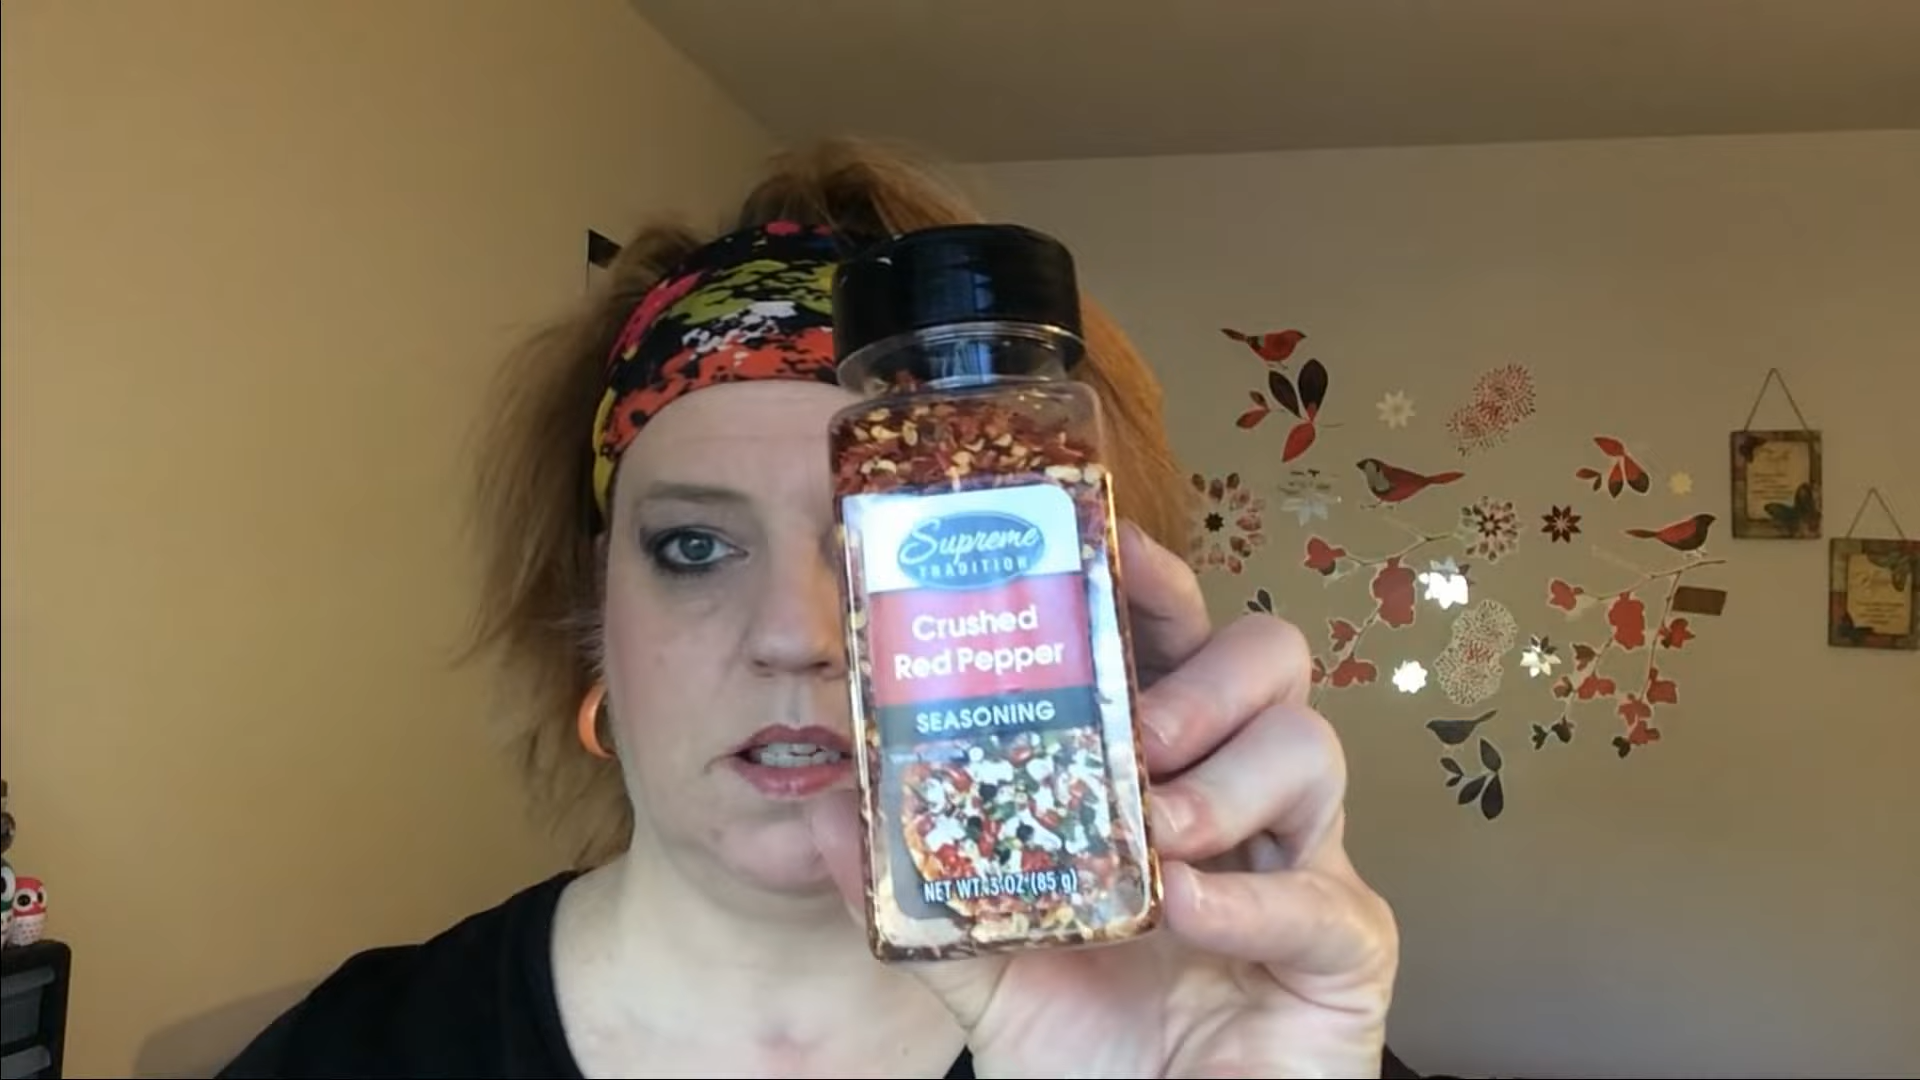 Supreme
TRADITION
Crushed
Red Pepper
SEASONING
NET WT. 3 OZ (85 g)